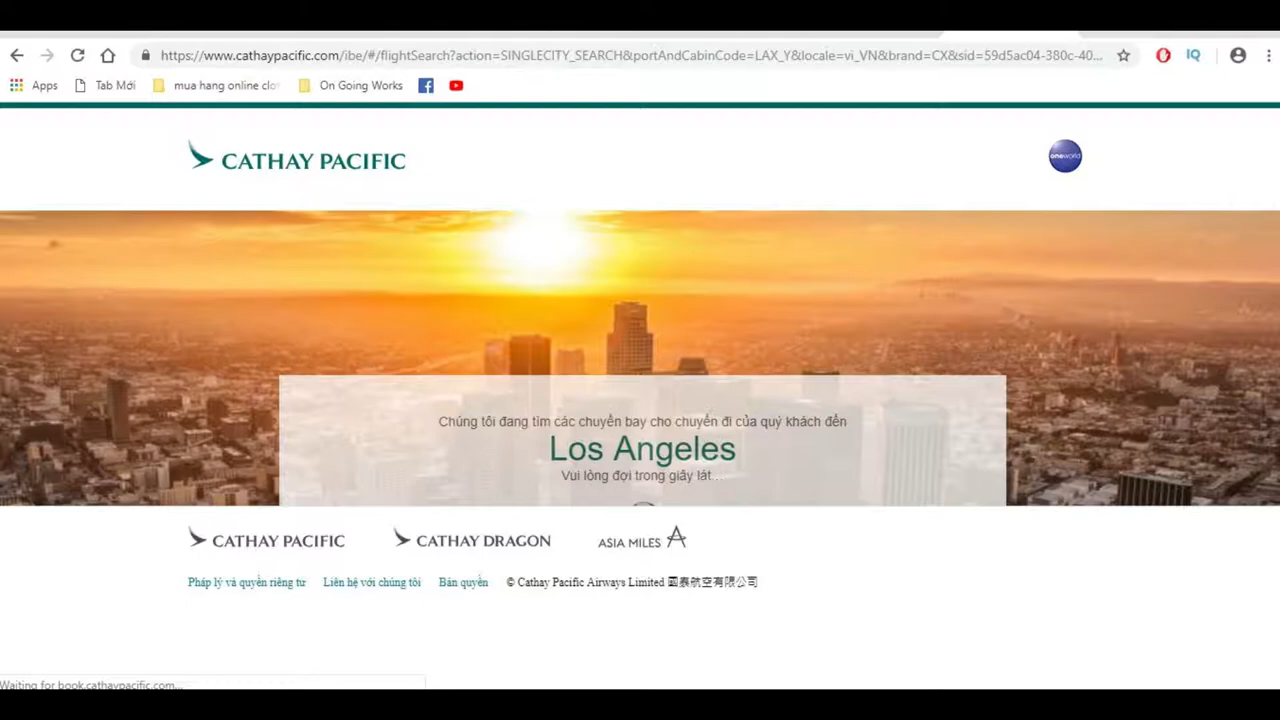 https://www.cathaypacific.com/ibe/#/flightSearch?action=SINGLECITY_SEARCH&portAndCabinCode=LAX_Y&locale=vi_VN&brand=CX&sid=59d5ac04-380c-40...
IQ
Apps
Tab Mới
mua hang online clo
On Going Works
CATHAY PACIFIC
oneworld
Chúng tôi đang tìm các chuyến bay cho chuyến đi của quý khách đến
Los Angeles
Vui lòng đợi trong giây lát...
CATHAY PACIFIC
CATHAY DRAGON
ASIA MILES
Pháp lý và quyền riêng tư
Liên hệ với chúng tôi
Bản quyền
© Cathay Pacific Airways Limited 國泰航空有限公司
Waiting for book.cathaypacific.com...